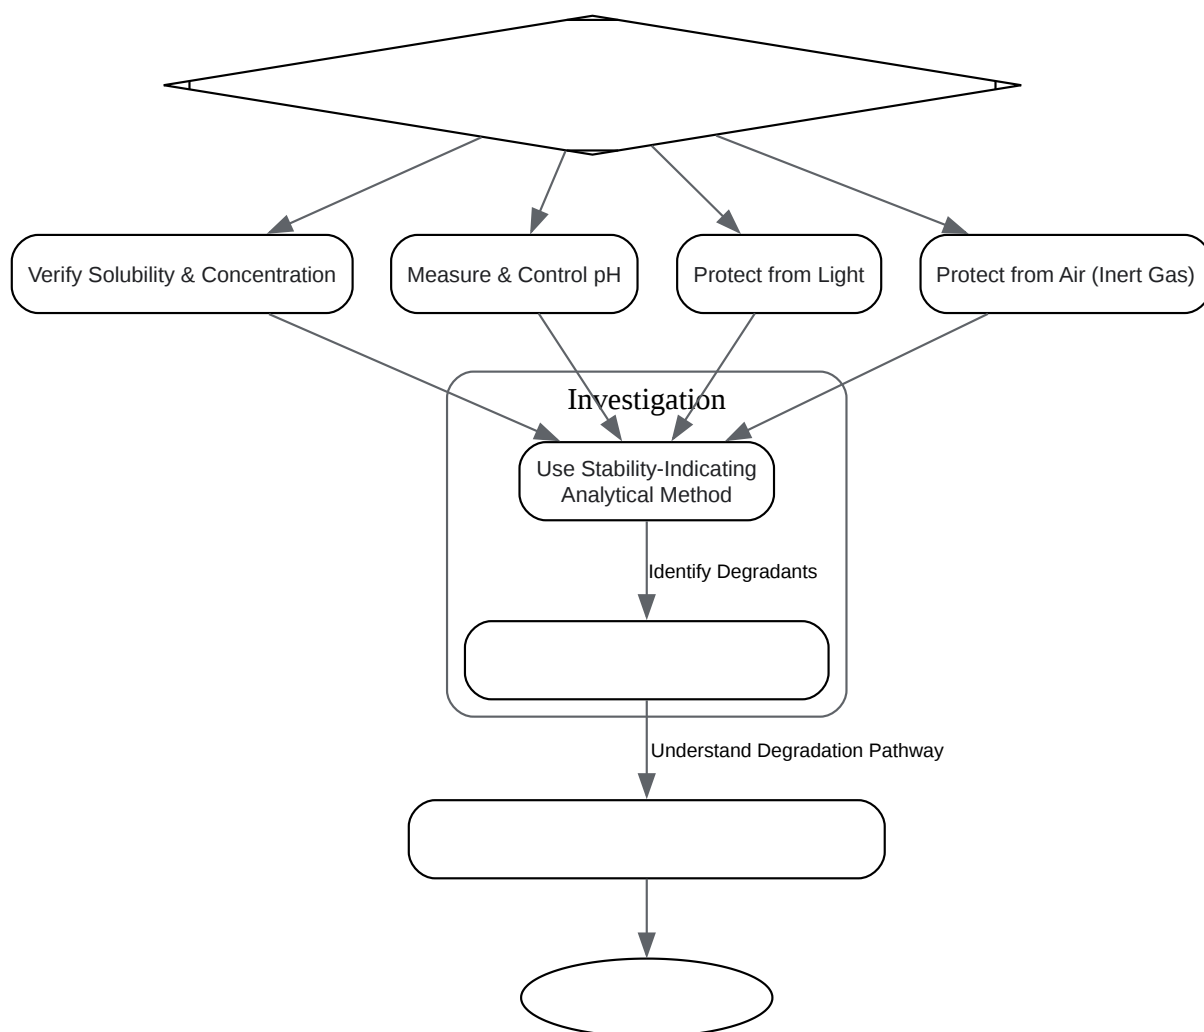 Verify Solubility & Concentration
Measure & Control pH
Protect from Light
Protect from Air (Inert Gas)
Investigation
Use Stability-Indicating
Analytical Method
Identify Degradants
Understand Degradation Pathway